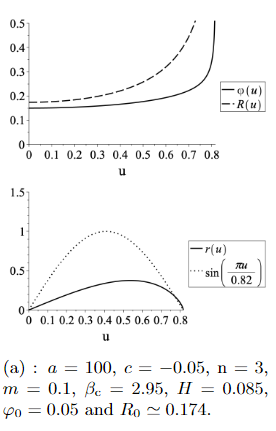 0.5
0.4
0.3
0.2
0.1
0
0.1 0.2 0.3 0.4 0.5 0.6 0.7 0.8
u
φ(u)
R(u)
1.5
1
0.5
0
0.1 0.2 0.3 0.4 0.5 0.6 0.7 0.8
u
r(u)
sin(πu/0.82)
(a) : a = 100, c = −0.05, n = 3,
m = 0.1, βc = 2.95, H = 0.085,
φ0 = 0.05 and R0 ≃ 0.174.